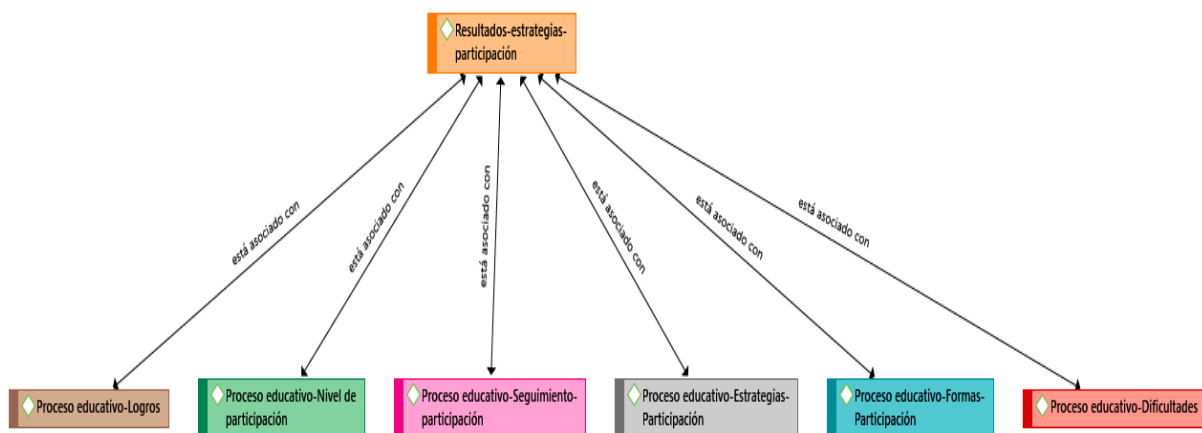 Resultados-estrategias-
participación
está asociado con
está asociado con
está asociado con
está asociado con
está asociado con
está asociado con
Proceso educativo-Logros
Proceso educativo-Nivel de
participación
Proceso educativo-Seguimiento-
participación
Proceso educativo-Estrategias-
Participación
Proceso educativo-Formas-
Participación
Proceso educativo-Dificultades